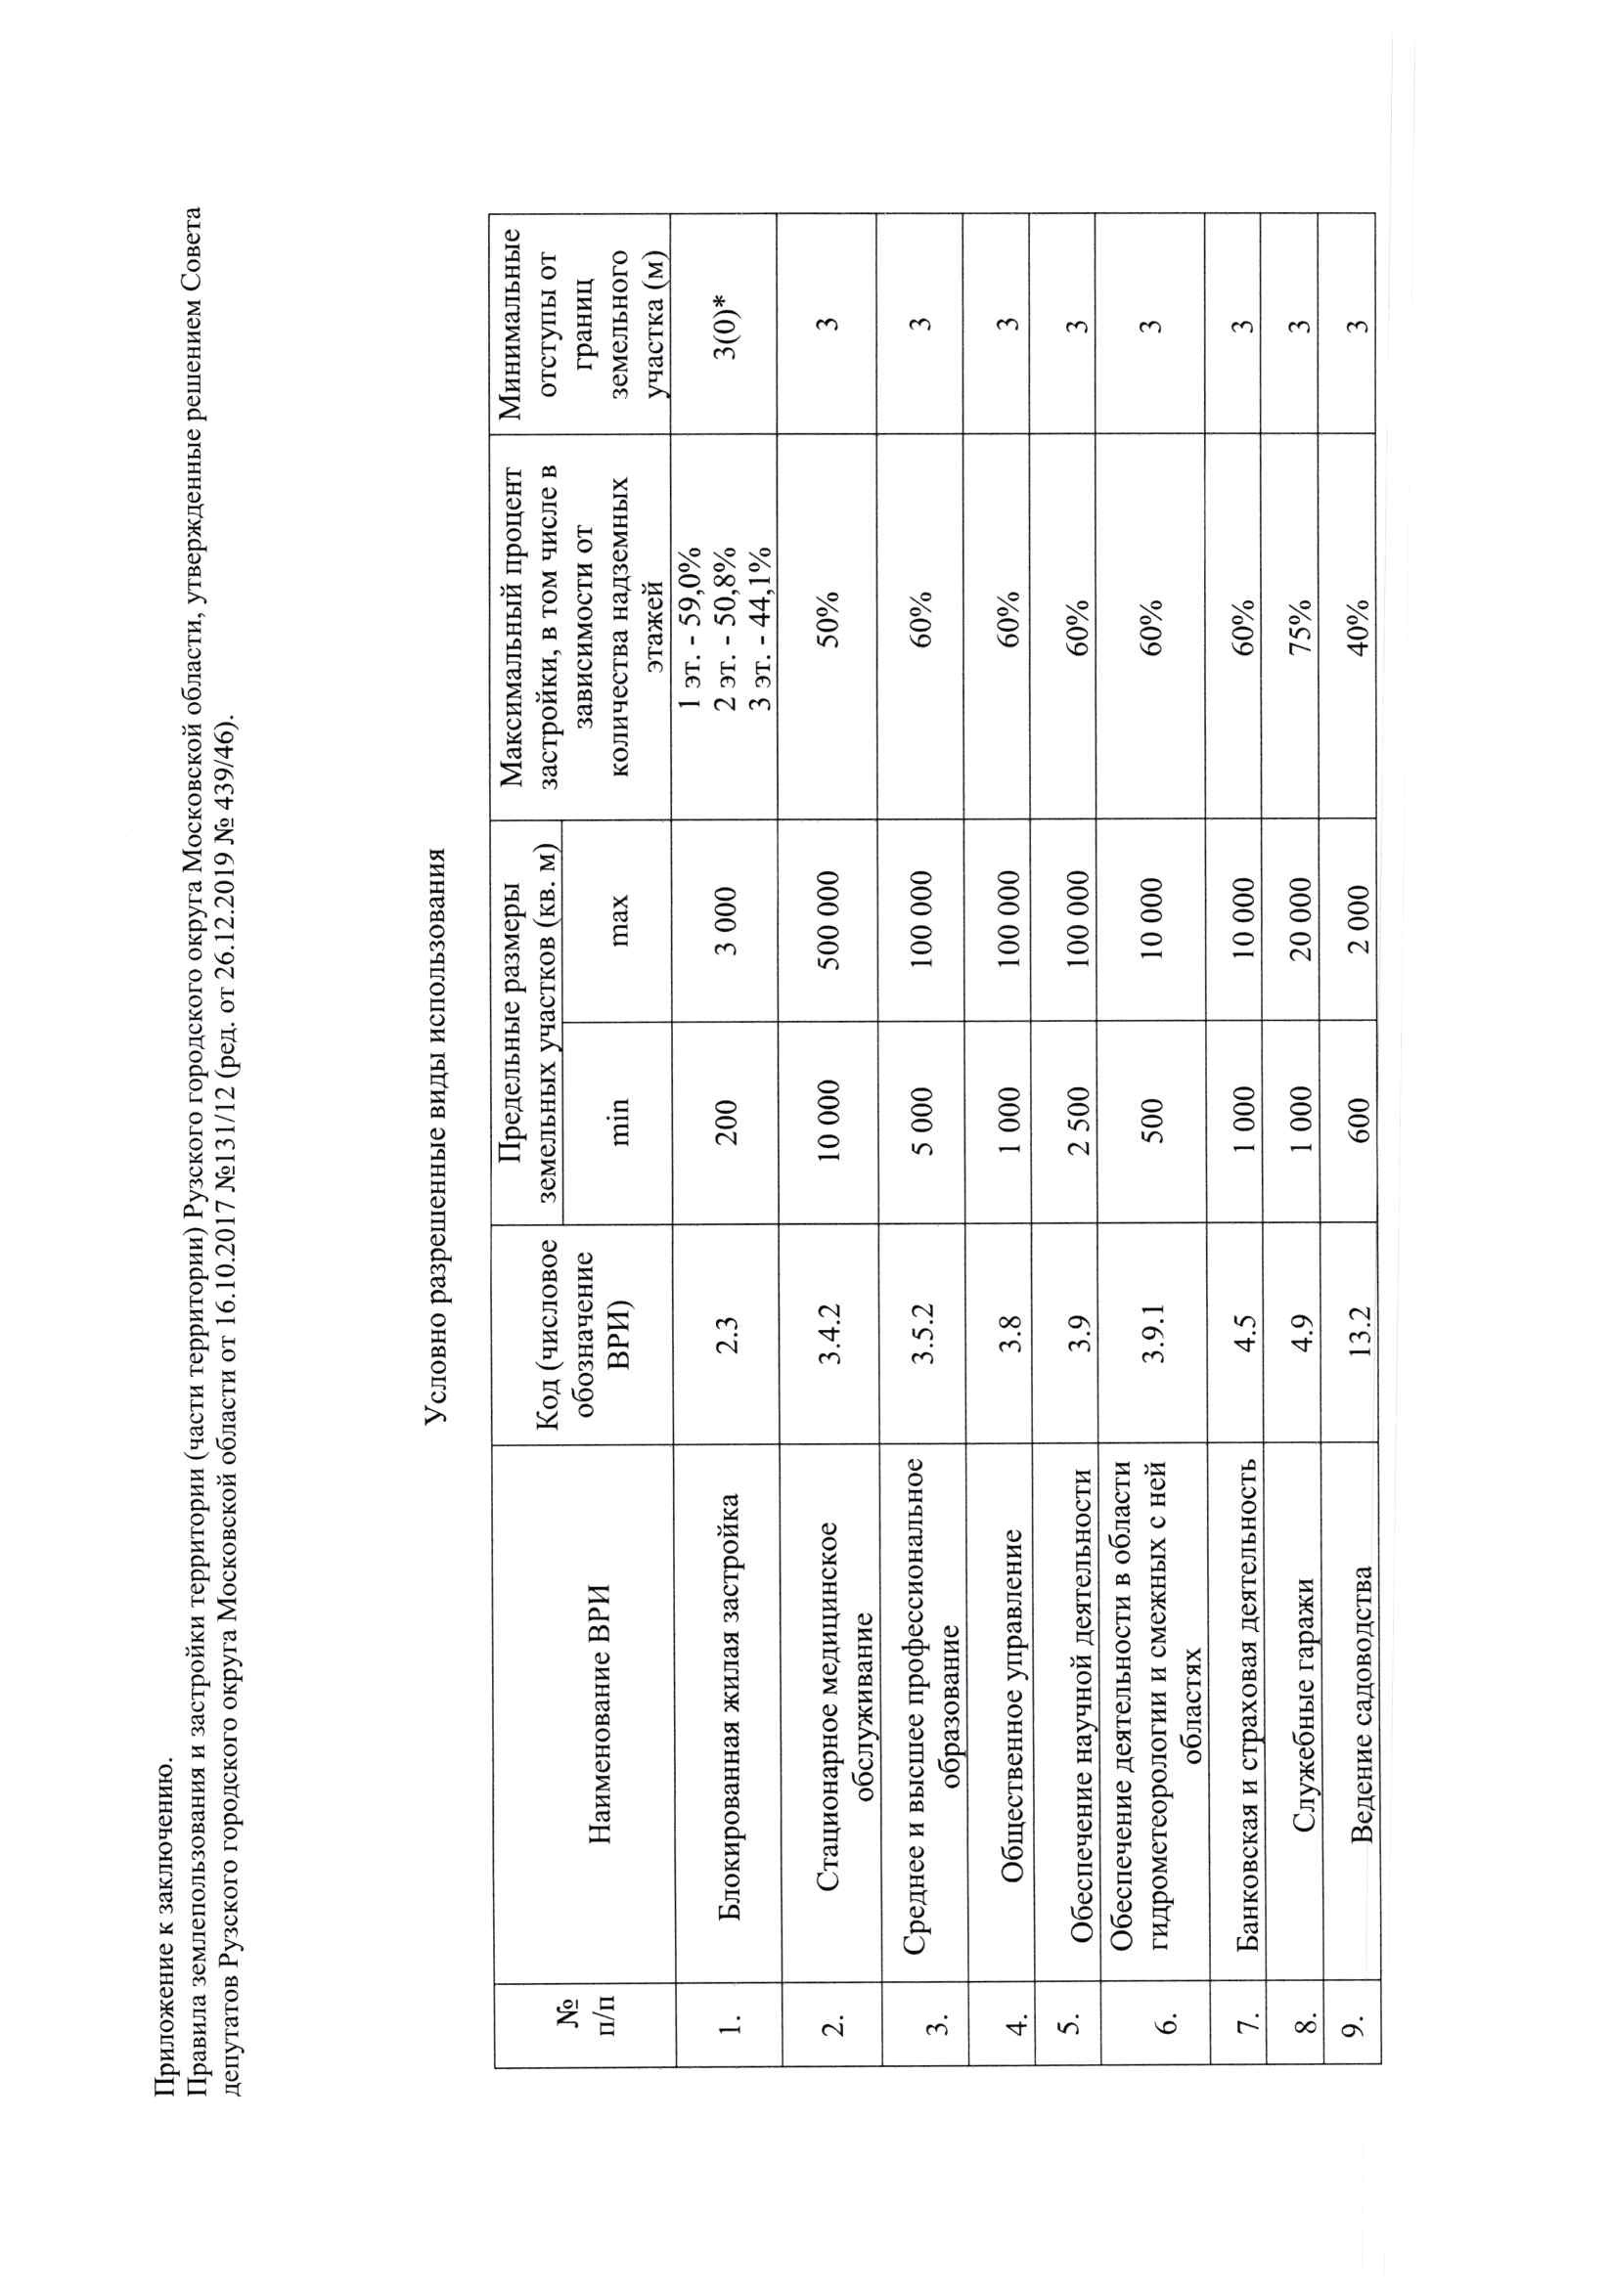 Приложение к заключению.
Правила землепользования и застройки территории (части территории) Рузского городского округа Московской области, утвержденные решением Совета
депутатов Рузского городского округа Московской области от 16.10.2017 №131/12 (ред. от 26.12.2019 № 439/46).
Условно разрешенные виды использования
№
п/п
Наименование ВРИ
Код (числовое
обозначение
ВРИ)
Предельные размеры
земельных участков (кв. м)
min
max
Максимальный процент
застройки, в том числе в
зависимости от
количества надземных
этажей
Минимальные
отступы от
границ
земельного
участка (м)
1.
Блокированная жилая застройка
2.3
200
3 000
1 эт. - 59,0%
2 эт. - 50,8%
3 эт. - 44,1%
3(0)*
2.
Стационарное медицинское
обслуживание
3.4.2
10 000
500 000
50%
3
3.
Среднее и высшее профессиональное
образование
3.5.2
5 000
100 000
60%
3
4.
Общественное управление
3.8
1 000
100 000
60%
3
5.
Обеспечение научной деятельности
3.9
2 500
100 000
60%
3
6.
Обеспечение деятельности в области
гидрометеорологии и смежных с ней
областях
3.9.1
500
10 000
60%
3
7.
Банковская и страховая деятельность
4.5
1 000
10 000
60%
3
8.
Служебные гаражи
4.9
1 000
20 000
75%
3
9.
Ведение садоводства
13.2
600
2 000
40%
3